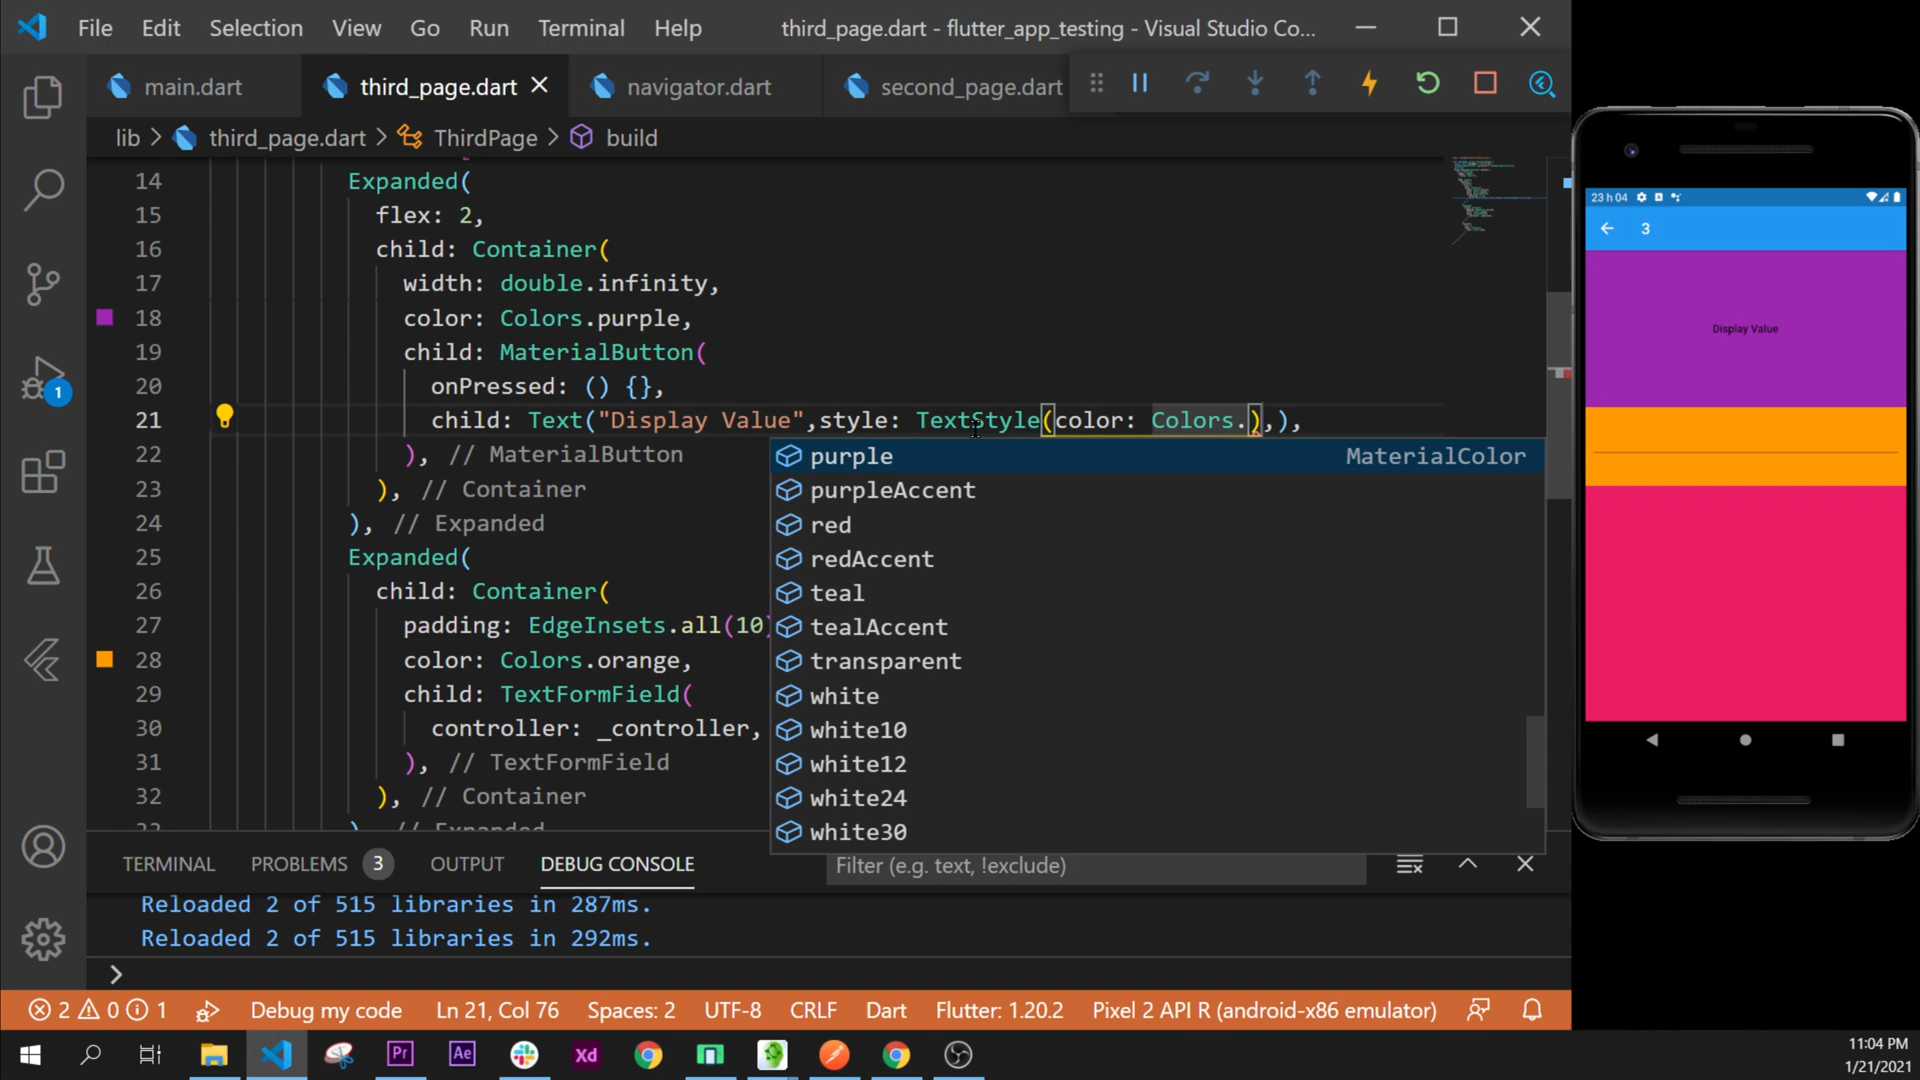 File Edit Selection View Go Run Terminal Help third_page.dart - flutter_app_testing - Visual Studio Co...
main.dart third_page.dart navigator.dart second_page.dart
lib > third_page.dart > ThirdPage > build
14 Expanded(
15 flex: 2,
16 child: Container(
17 width: double.infinity,
18 color: Colors.purple,
19 child: MaterialButton(
20 onPressed: () {},
21 child: Text("Display Value",style: TextStyle(color: Colors.),),
22 ), // MaterialButton
23 ), // Container
24 ), // Expanded
25 Expanded(
26 child: Container(
27 padding: EdgeInsets.all(10)
28 color: Colors.orange,
29 child: TextFormField(
30 controller: _controller,
31 ), // TextFormField
32 ), // Container
33 ), // Expanded
purple MaterialColor
purpleAccent
red
redAccent
teal
tealAccent
transparent
white
white10
white12
white24
white30
1
TERMINAL PROBLEMS 3 OUTPUT DEBUG CONSOLE Filter (e.g. text, !exclude)
Reloaded 2 of 515 libraries in 287ms.
Reloaded 2 of 515 libraries in 292ms.
>
2 0 1 Debug my code Ln 21, Col 76 Spaces: 2 UTF-8 CRLF Dart Flutter: 1.20.2 Pixel 2 API R (android-x86 emulator)
Pr Ae Xd
11:04 PM
1/21/2021
23 h 04
3
Display Value